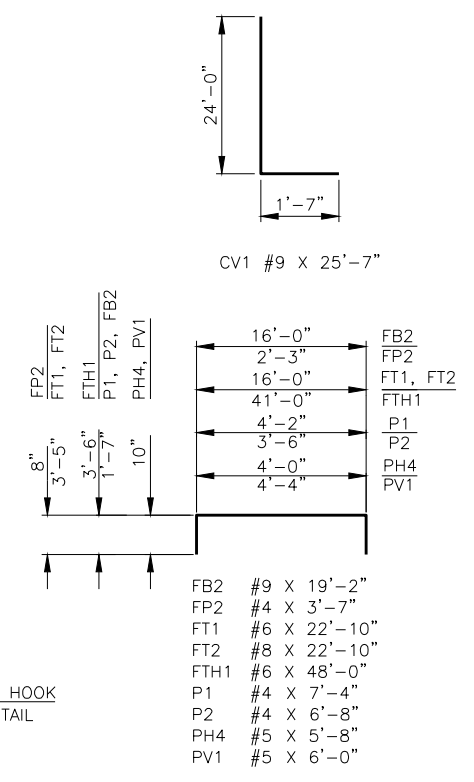 24'-0"
1'-7"
CV1 #9 X 25'-7"
FP2
FT1, FT2
FTH1
P1, P2, FB2
PH4, PV1
8"
3'-5"
3'-6"
1'-7"
10"
16'-0" FB2
2'-3" FP2
16'-0" FT1, FT2
41'-0" FTH1
4'-2" P1
3'-6" P2
4'-0" PH4
4'-4" PV1
FB2 #9 X 19'-2"
FP2 #4 X 3'-7"
FT1 #6 X 22'-10"
FT2 #8 X 22'-10"
FTH1 #6 X 48'-0"
P1 #4 X 7'-4"
P2 #4 X 6'-8"
PH4 #5 X 5'-8"
PV1 #5 X 6'-0"
HOOK
TAIL